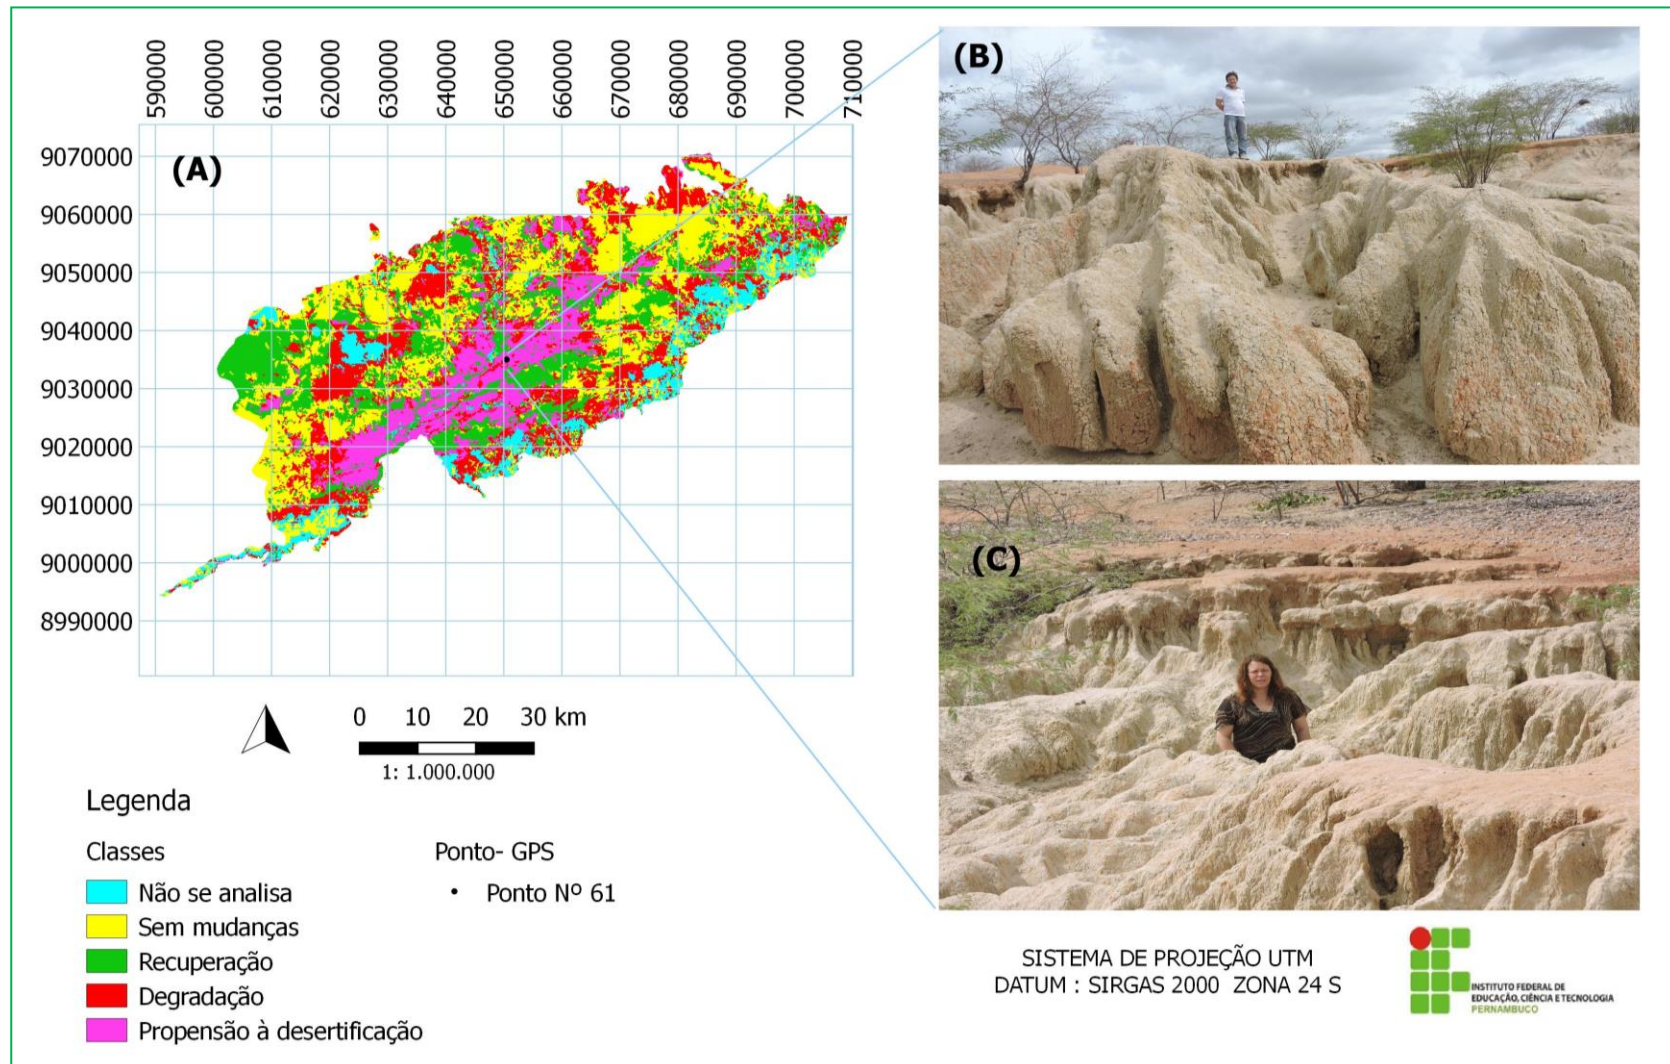 590000
600000
610000
620000
630000
640000
650000
660000
670000
680000
690000
700000
710000
(A)
9070000
9060000
9050000
9040000
9030000
9020000
9010000
9000000
8990000
0 10 20 30 km
1: 1.000.000
Legenda
Classes
Não se analisa
Sem mudanças
Recuperação
Degradação
Propensão à desertificação
Ponto- GPS
Ponto Nº 61
(B)
(C)
SISTEMA DE PROJEÇÃO UTM
DATUM : SIRGAS 2000 ZONA 24 S
INSTITUTO FEDERAL DE
EDUCAÇÃO, CIÊNCIA E TECNOLOGIA
PERNAMBUCO